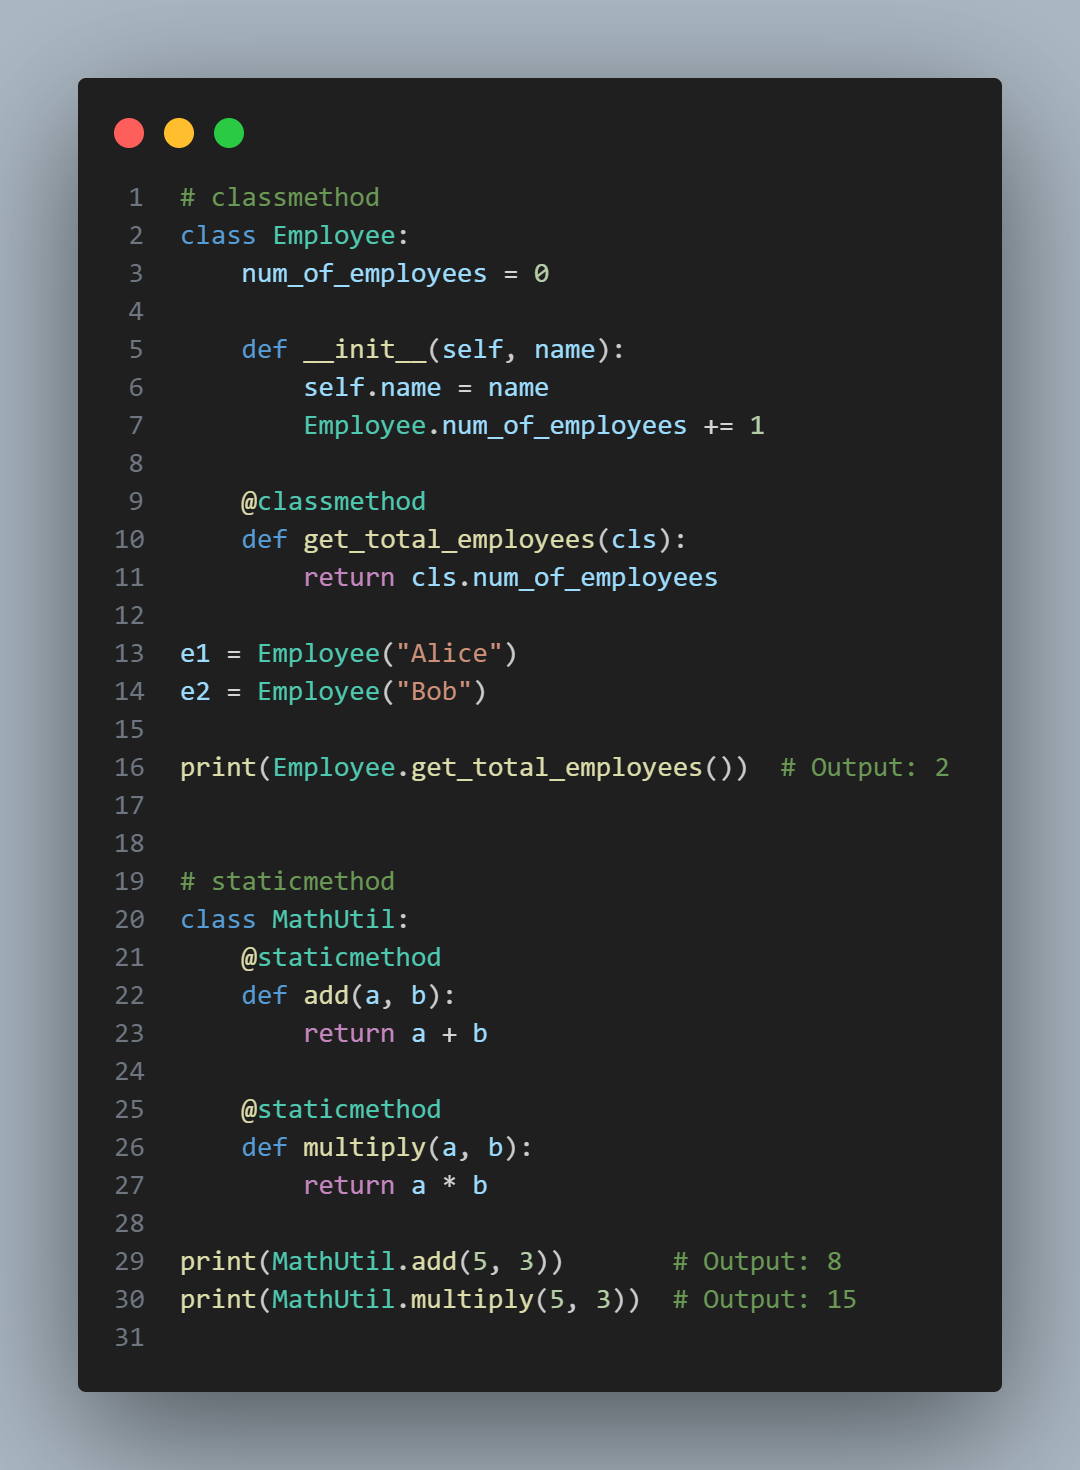 1 # classmethod
2 class Employee:
3     num_of_employees = 0
4
5     def __init__(self, name):
6         self.name = name
7         Employee.num_of_employees += 1
8
9     @classmethod
10     def get_total_employees(cls):
11         return cls.num_of_employees
12
13 e1 = Employee("Alice")
14 e2 = Employee("Bob")
15
16 print(Employee.get_total_employees())  # Output: 2
17
18
19 # staticmethod
20 class MathUtil:
21     @staticmethod
22     def add(a, b):
23         return a + b
24
25     @staticmethod
26     def multiply(a, b):
27         return a * b
28
29 print(MathUtil.add(5, 3))       # Output: 8
30 print(MathUtil.multiply(5, 3))  # Output: 15
31